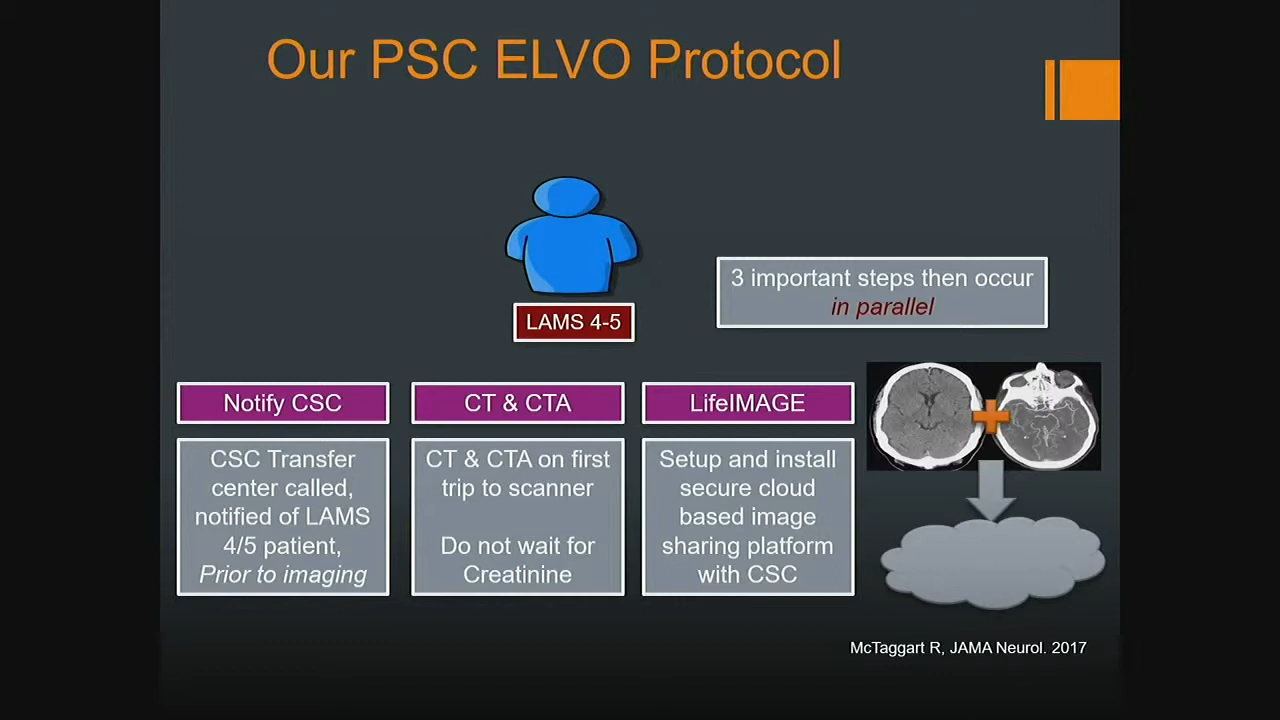 Our PSC ELVO Protocol
3 important steps then occur
in parallel
LAMS 4-5
Notify CSC
CSC Transfer
center called,
notified of LAMS
4/5 patient,
Prior to imaging
CT & CTA
CT & CTA on first
trip to scanner
Do not wait for
Creatinine
LifeIMAGE
Setup and install
secure cloud
based image
sharing platform
with CSC
McTaggart R, JAMA Neurol. 2017